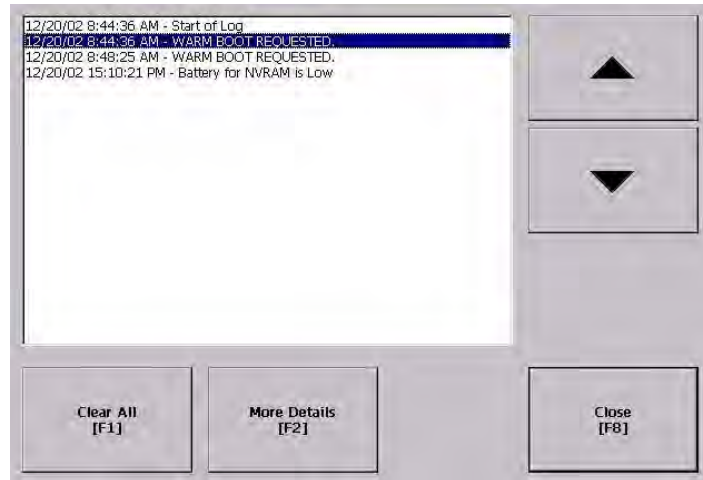 12/20/02 8:44:36 AM - Start of Log
12/20/02 8:44:36 AM - WARM BOOT REQUESTED.
12/20/02 8:48:25 AM - WARM BOOT REQUESTED.
12/20/02 15:10:21 PM - Battery for NVRAM is Low
Clear All
[F1]
More Details
[F2]
Close
[F8]